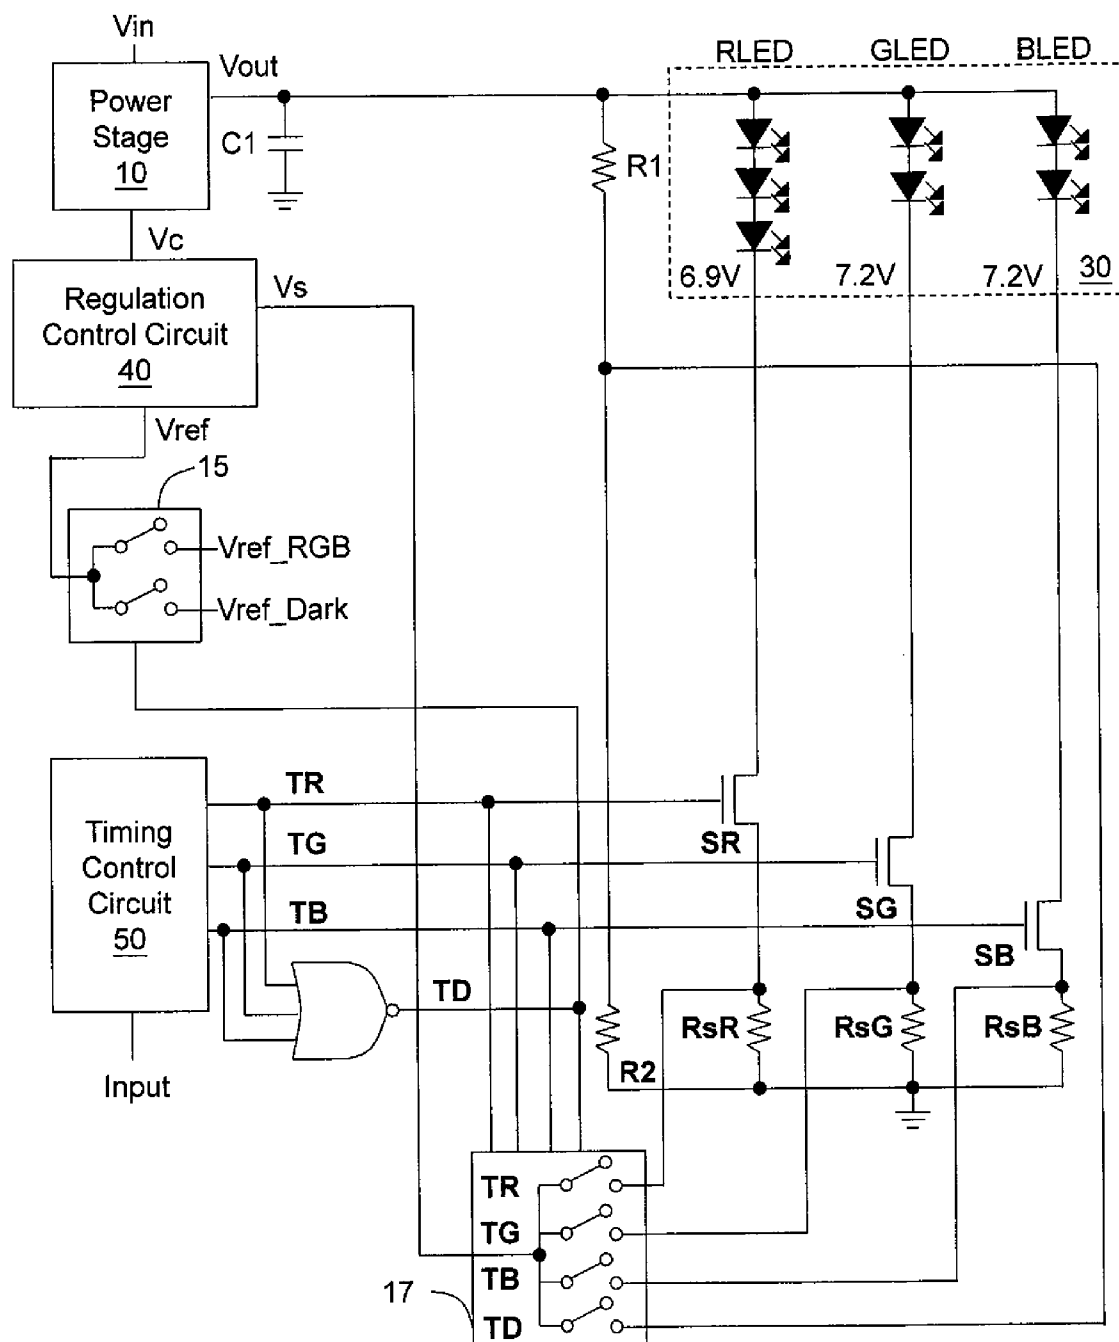 Vin
RLED
GLED
BLED
Vout
Power
Stage
10
C1
R1
Vc
6.9V
7.2V
7.2V
30
Regulation
Control Circuit
40
Vs
Vref
15
Vref_RGB
Vref_Dark
Timing
Control
Circuit
50
TR
TG
TB
SR
SG
SB
TD
RsR
RsG
RsB
Input
R2
TR
TG
TB
TD
17